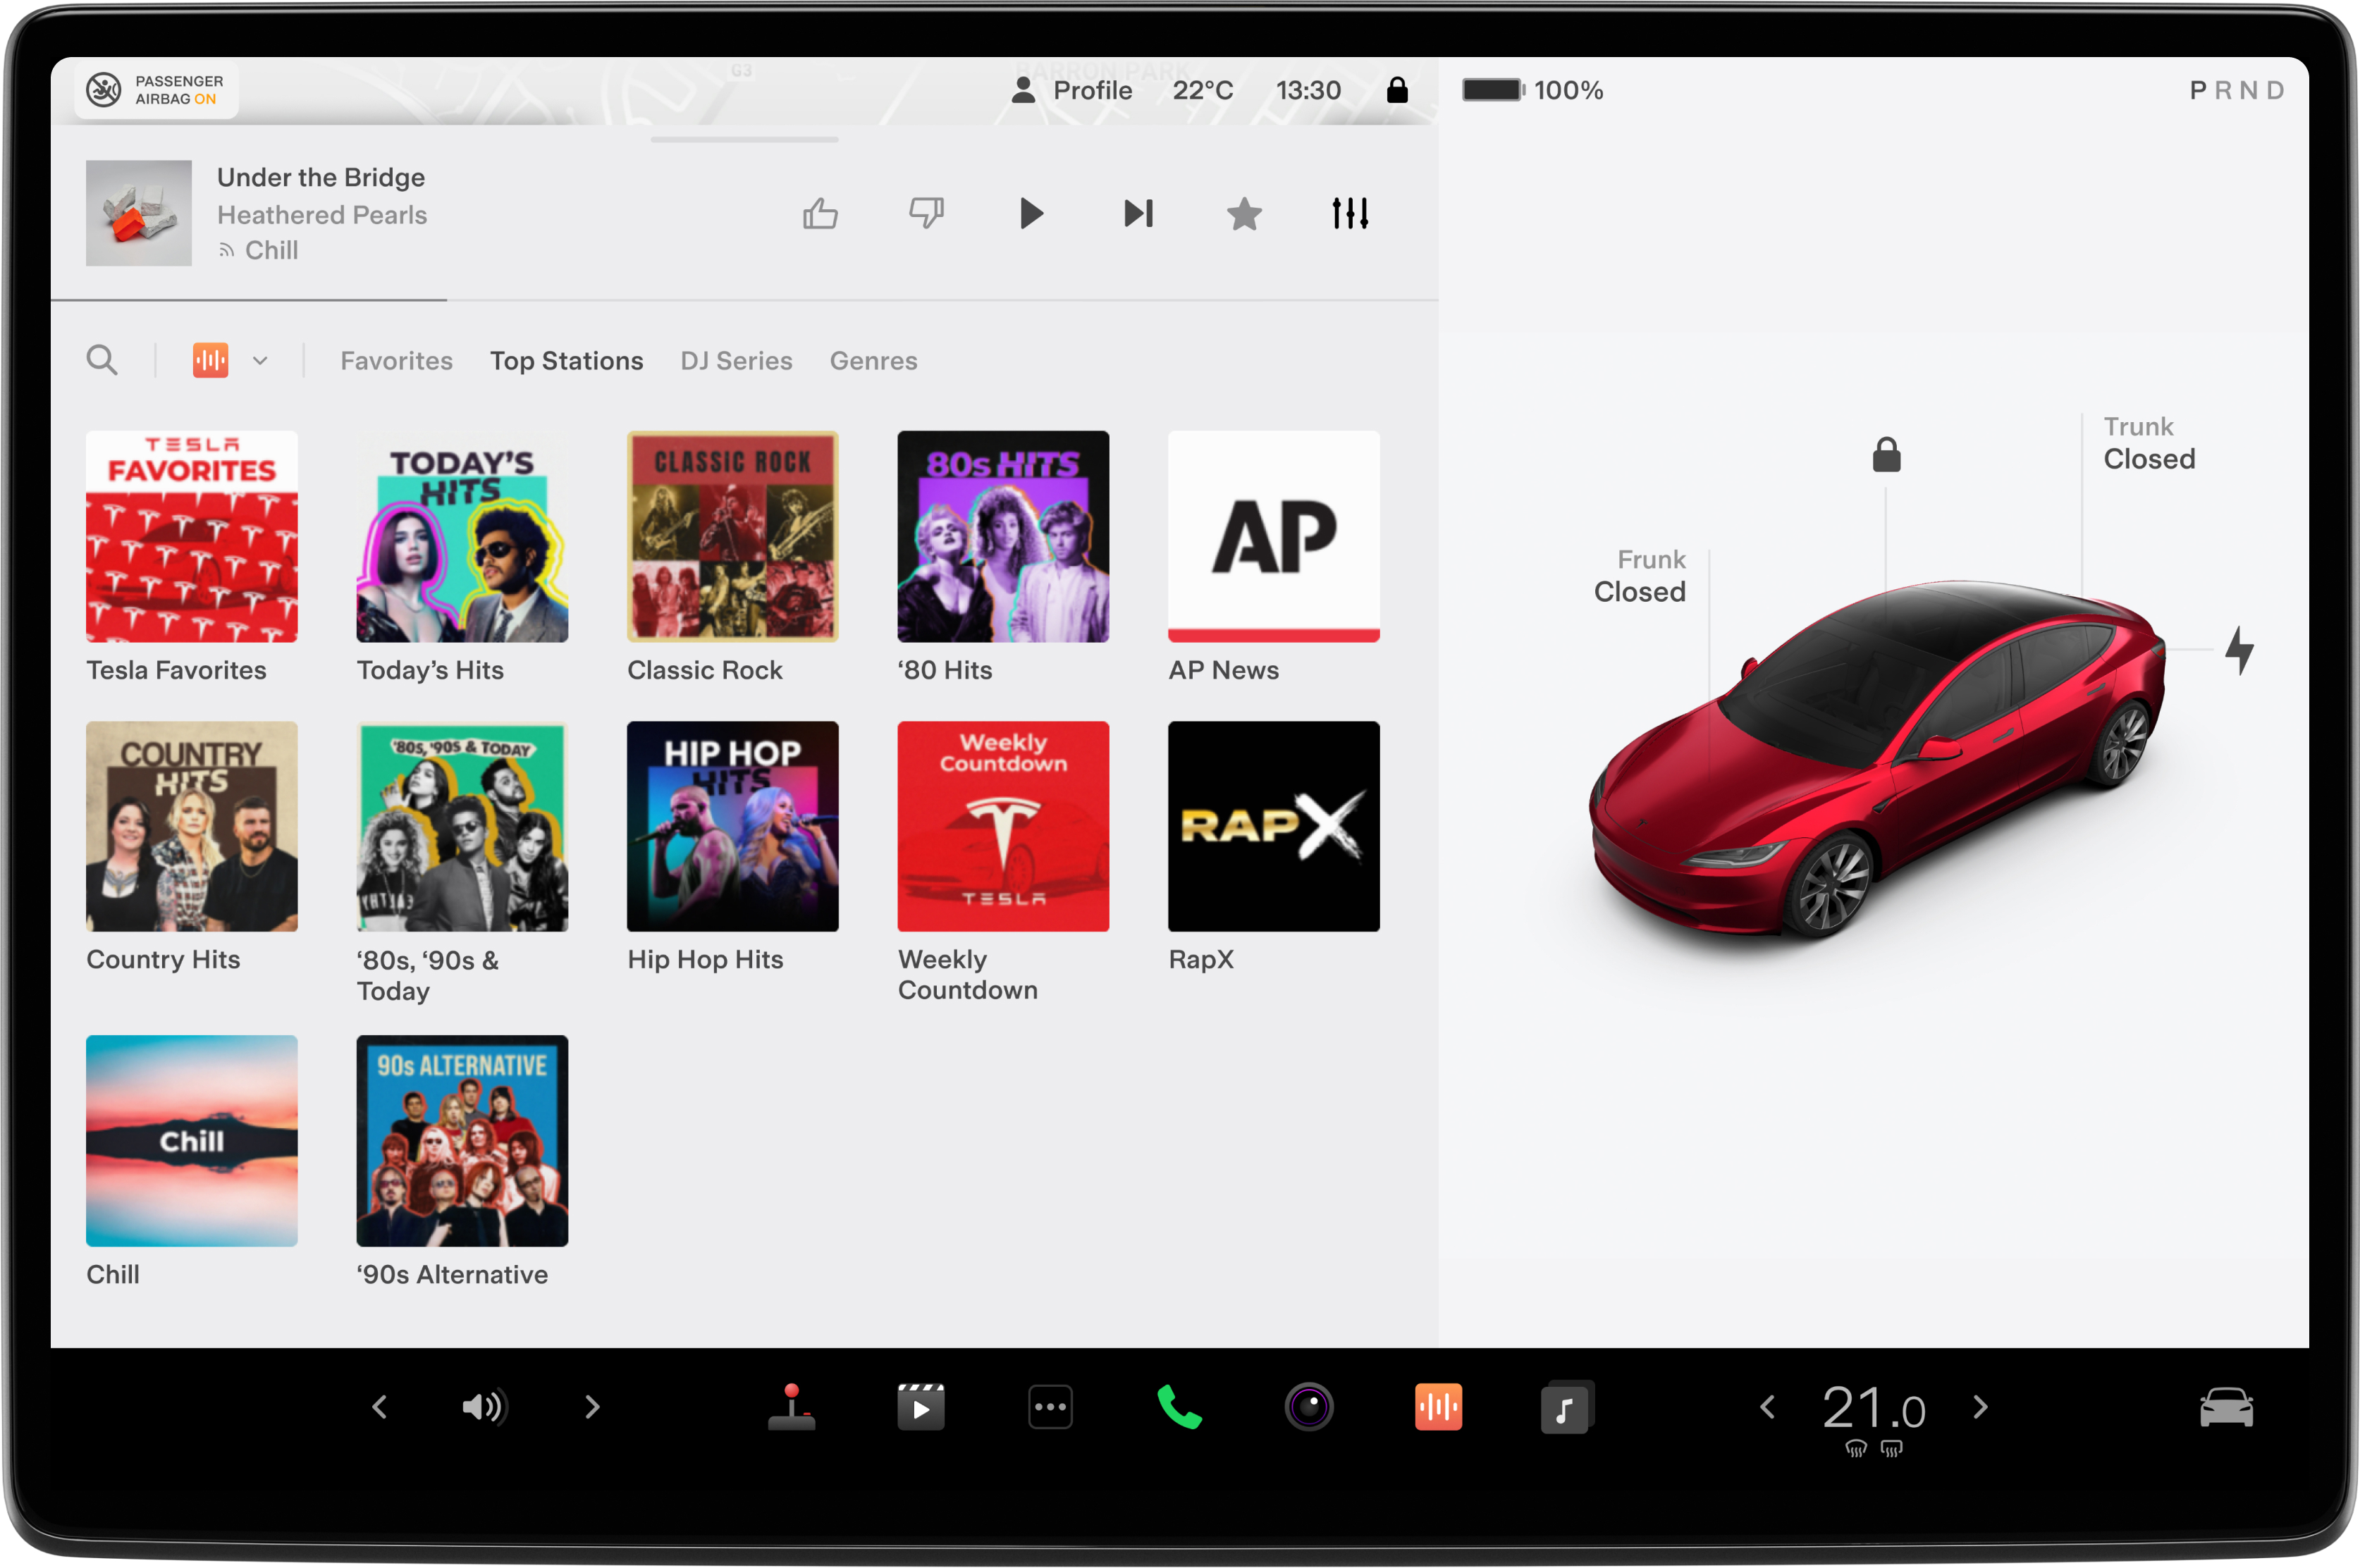 PASSENGER
AIRBAG ON
G3
BARRON PARK
Profile 22°C 13:30
100%
P R N D
Under the Bridge
Heathered Pearls
Chill
Favorites Top Stations DJ Series Genres
TESLA
FAVORITES
Tesla Favorites
TODAY'S
HITS
Today's Hits
CLASSIC ROCK
Classic Rock
80s HITS
‘80 Hits
AP
AP News
COUNTRY
HITS
Country Hits
'80s, '90s & TODAY
‘80s, ‘90s &
Today
HIP HOP
HITS
Hip Hop Hits
Weekly
Countdown
TESLA
Weekly
Countdown
RAPX
RapX
Chill
Chill
90s ALTERNATIVE
‘90s Alternative
Trunk
Closed
Frunk
Closed
21.0